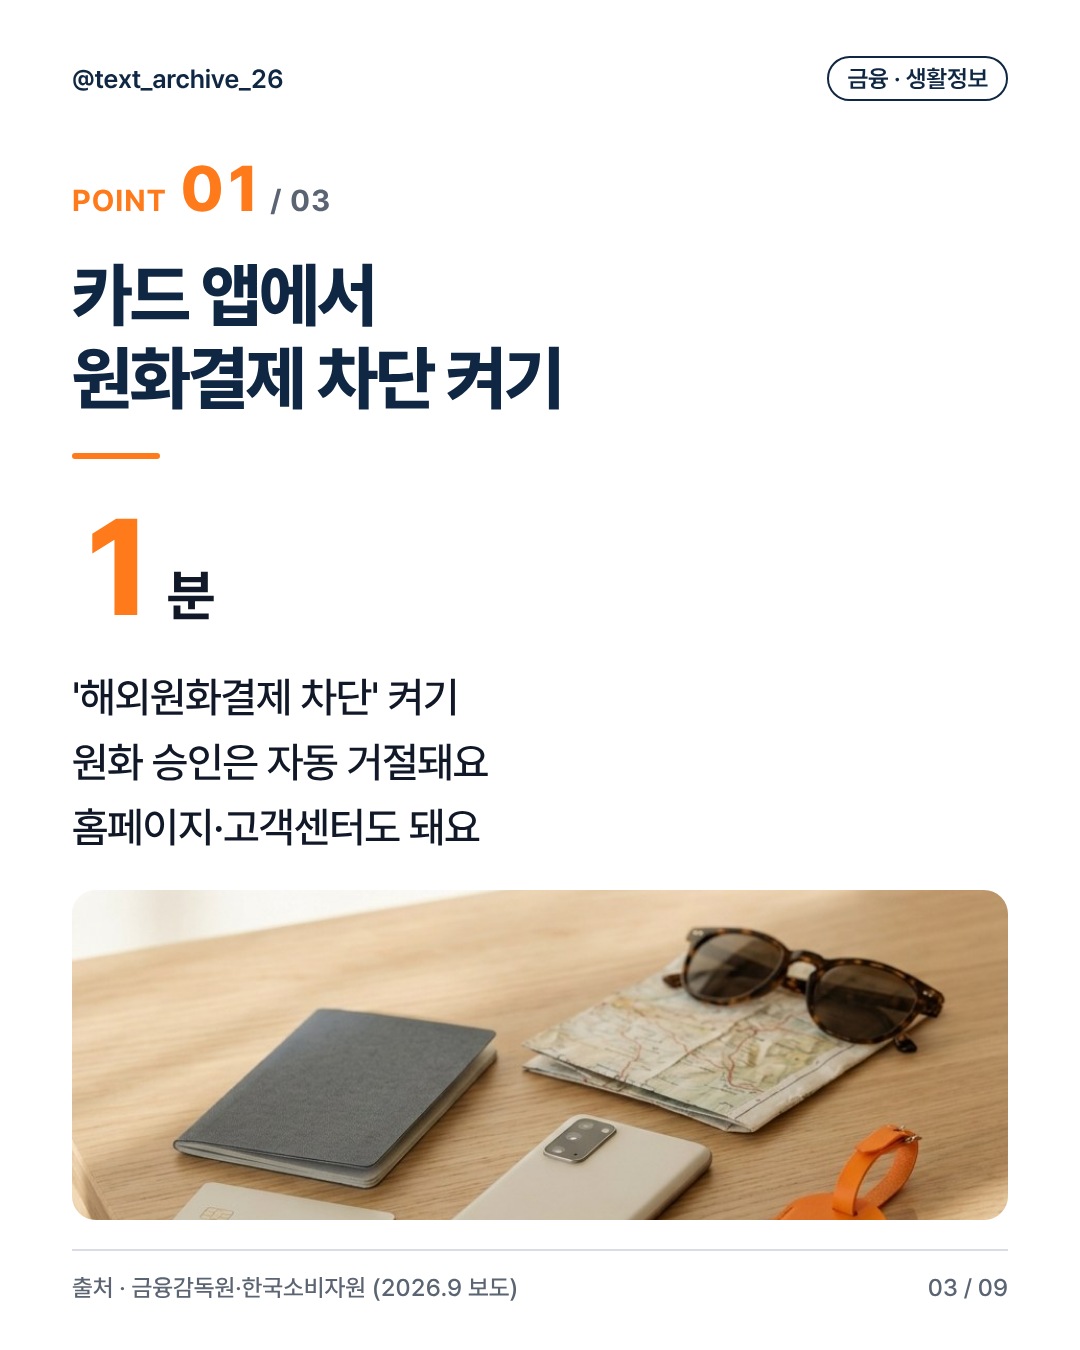 @text_archive_26
금융 · 생활정보
POINT 01 / 03
카드 앱에서
원화결제 차단 켜기
1분
'해외원화결제 차단' 켜기
원화 승인은 자동 거절돼요
홈페이지·고객센터도 돼요
출처 · 금융감독원·한국소비자원 (2026.9 보도)
03 / 09